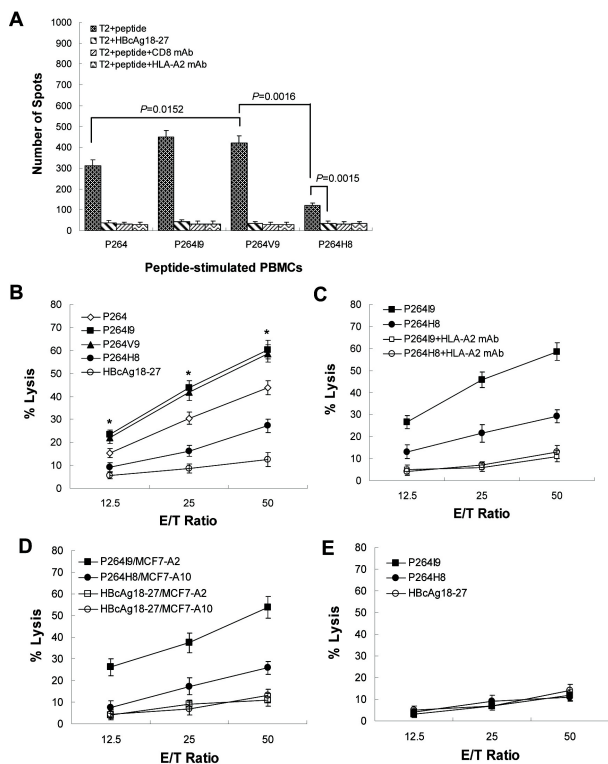 A
T2+peptide
T2+HBcAg18-27
T2+peptide+CD8 mAb
T2+peptide+HLA-A2 mAb
Number of Spots
1000
900
800
700
600
500
400
300
200
100
0
P=0.0152
P=0.0016
P=0.0015
P264
P264I9
P264V9
P264H8
Peptide-stimulated PBMCs
B
P264
P264I9
P264V9
P264H8
HBcAg18-27
% Lysis
80
70
60
50
40
30
20
10
0
*
*
*
12.5
25
50
E/T Ratio
C
P264I9
P264H8
P264I9+HLA-A2 mAb
P264H8+HLA-A2 mAb
% Lysis
80
70
60
50
40
30
20
10
0
12.5
25
50
E/T Ratio
D
P264I9/MCF7-A2
P264H8/MCF7-A10
HBcAg18-27/MCF7-A2
HBcAg18-27/MCF7-A10
% Lysis
80
70
60
50
40
30
20
10
0
12.5
25
50
E/T Ratio
E
P264I9
P264H8
HBcAg18-27
% Lysis
80
70
60
50
40
30
20
10
0
12.5
25
50
E/T Ratio